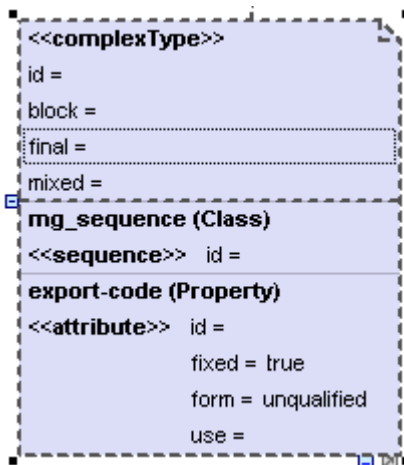 <<complexType>>
id =
block =
final =
mixed =
mg_sequence (Class)
<<sequence>> id =
export-code (Property)
<<attribute>> id =
fixed = true
form = unqualified
use =